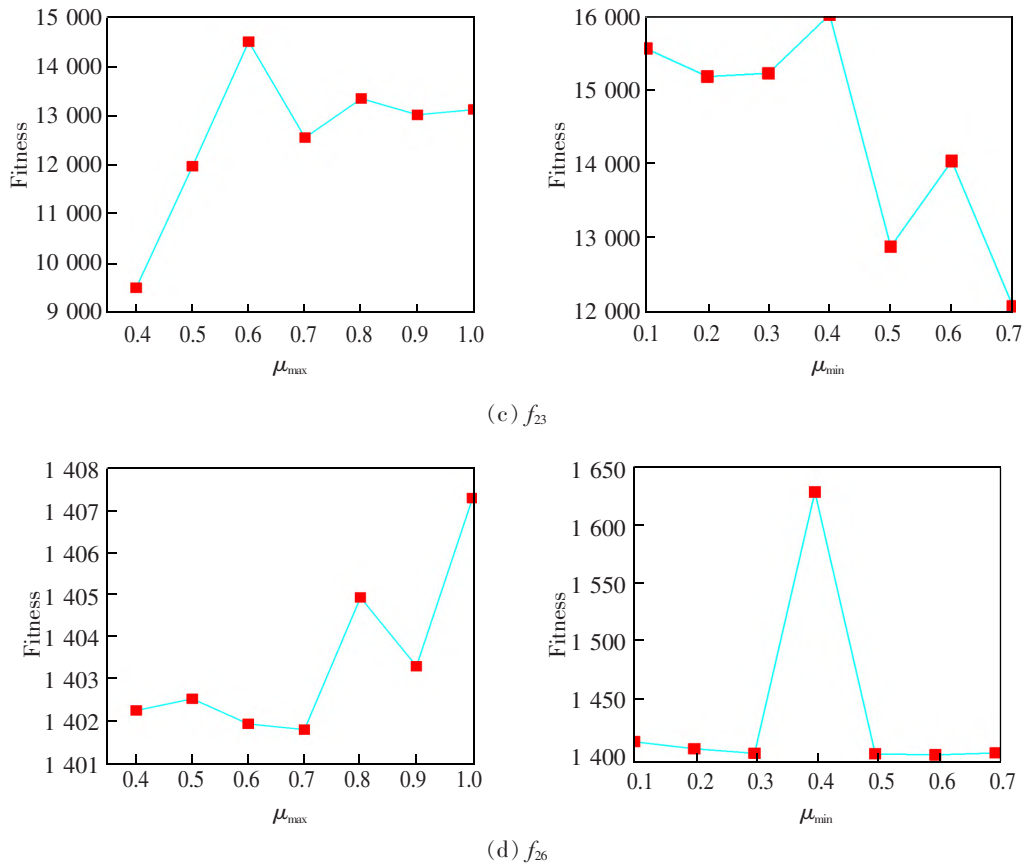 15 000
14 000
13 000
12 000
11 000
10 000
9 000
Fitness
0.4 0.5 0.6 0.7 0.8 0.9 1.0
μmax
16 000
15 000
14 000
13 000
12 000
Fitness
0.1 0.2 0.3 0.4 0.5 0.6 0.7
μmin
(c) f23
1 408
1 407
1 406
1 405
1 404
1 403
1 402
1 401
Fitness
0.4 0.5 0.6 0.7 0.8 0.9 1.0
μmax
1 650
1 600
1 550
1 500
1 450
1 400
Fitness
0.1 0.2 0.3 0.4 0.5 0.6 0.7
μmin
(d) f26